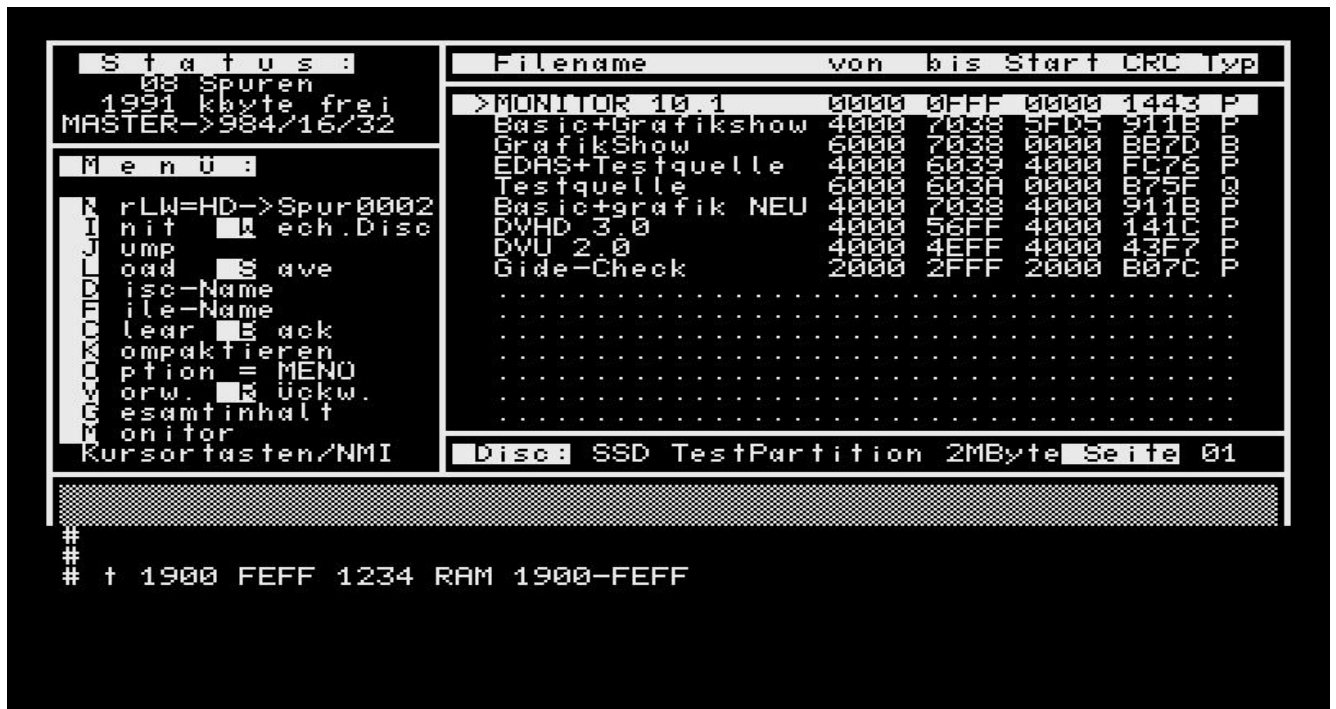 Status:
08 Spuren
1991 kbyte frei
MASTER->984/16/32
Menü:
N rLW=HD->Spur0002
I nit W ech.Disc
J ump
L oad S ave
D isc-Name
F ile-Name
C lear B ack
K ompaktieren
O ption = MENO
V orw. R ückw.
G esamtinhalt
M onitor
Kursortasten/NMI
Filename von bis Start CRC Typ
>MONITOR 10.1 0000 0FFF 0000 1443 P
Basic+Grafikshow 4000 7038 5FD5 911B P
GrafikShow 6000 7038 0000 BB7D B
EDAS+Testquelle 4000 6039 4000 FC76 P
Testquelle 6000 603A 0000 B75F Q
Basic+grafik NEU 4000 7038 4000 911B P
DVHD 3.0 4000 56FF 4000 141C P
DVU 2.0 4000 4EFF 4000 43F7 P
Gide-Check 2000 2FFF 2000 B07C P
. . . . . . . . . . . . . . . . . . . . . . . . . . . . . . . . . . . . . .
. . . . . . . . . . . . . . . . . . . . . . . . . . . . . . . . . . . . . .
. . . . . . . . . . . . . . . . . . . . . . . . . . . . . . . . . . . . . .
. . . . . . . . . . . . . . . . . . . . . . . . . . . . . . . . . . . . . .
. . . . . . . . . . . . . . . . . . . . . . . . . . . . . . . . . . . . . .
. . . . . . . . . . . . . . . . . . . . . . . . . . . . . . . . . . . . . .
. . . . . . . . . . . . . . . . . . . . . . . . . . . . . . . . . . . . . .
Disc: SSD TestPartition 2MByte Seite 01
#
#
# t 1900 FEFF 1234 RAM 1900-FEFF